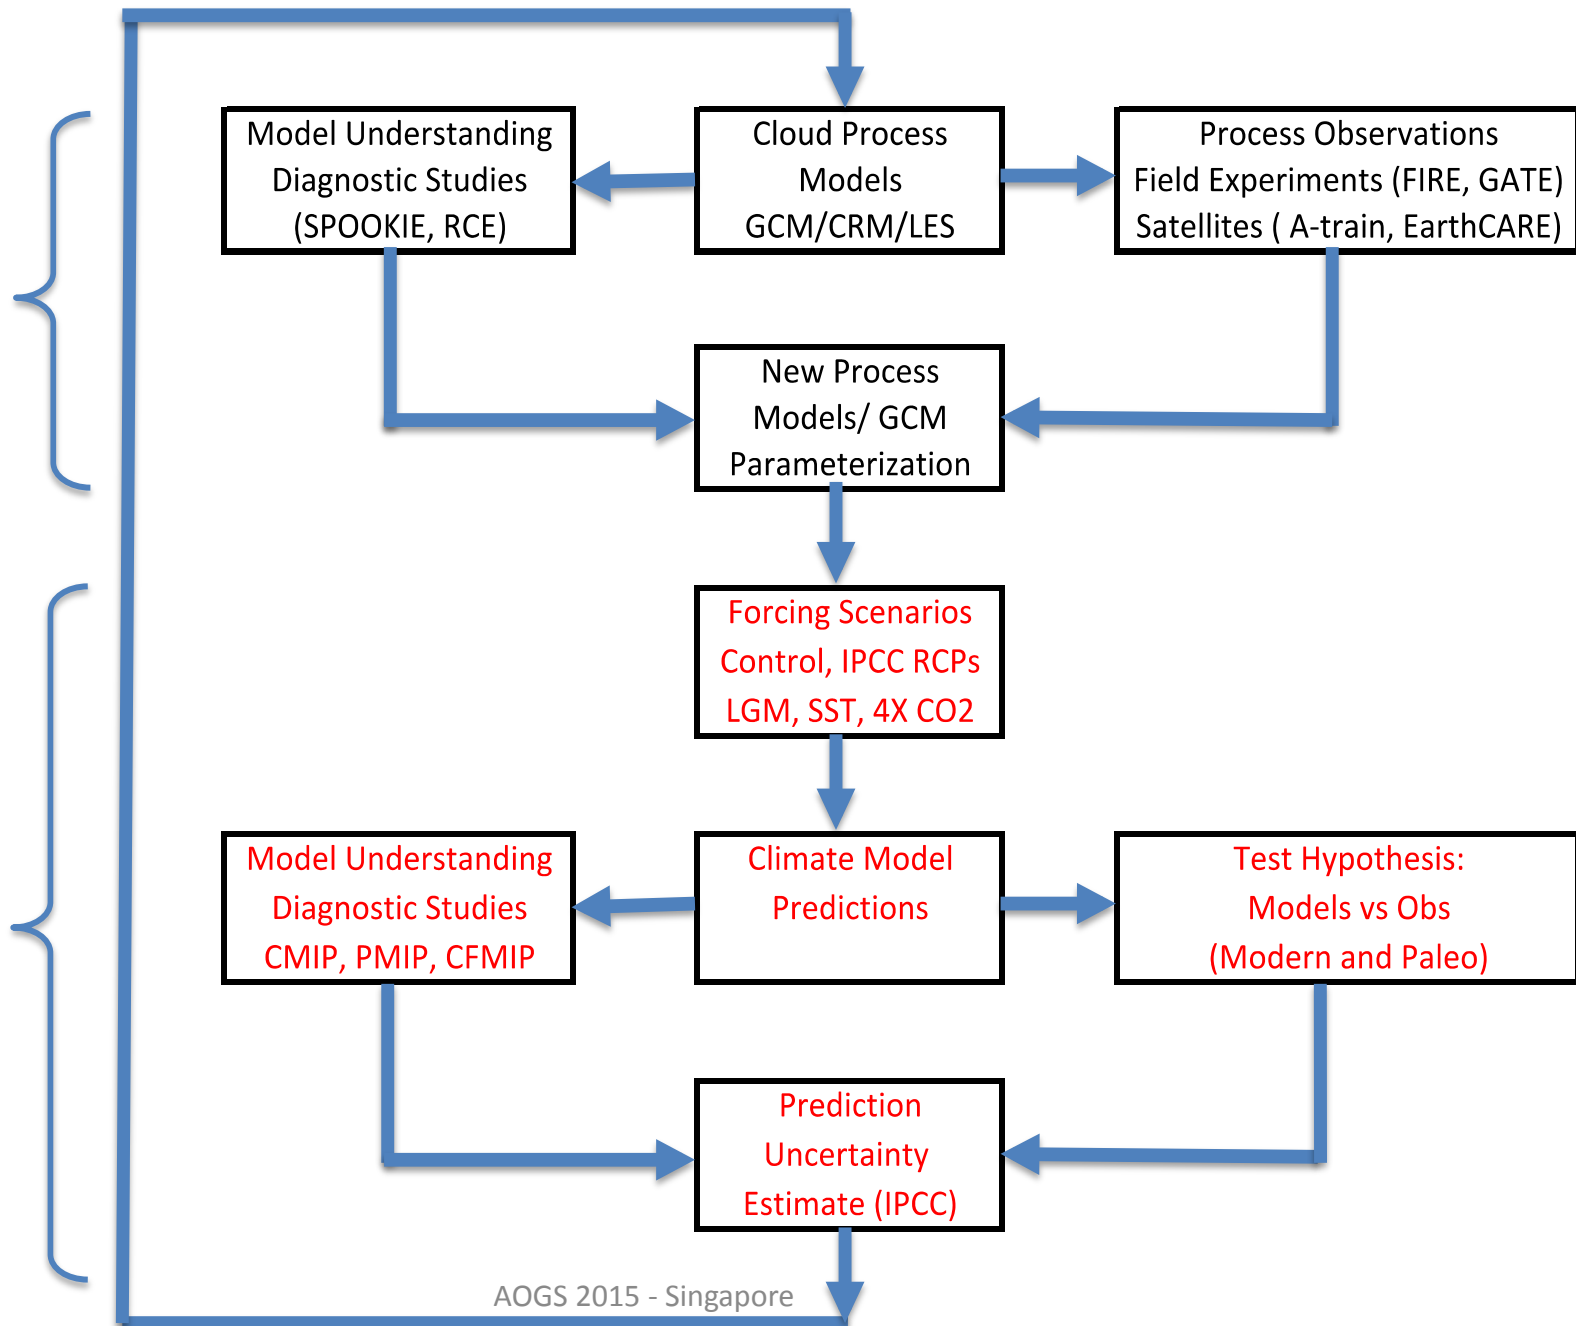 Model Understanding
Diagnostic Studies
(SPOOKIE, RCE)
Cloud Process
Models
GCM/CRM/LES
Process Observations
Field Experiments (FIRE, GATE)
Satellites ( A-train, EarthCARE)
New Process
Models/ GCM
Parameterization
Forcing Scenarios
Control, IPCC RCPs
LGM, SST, 4X CO2
Model Understanding
Diagnostic Studies
CMIP, PMIP, CFMIP
Climate Model
Predictions
Test Hypothesis:
Models vs Obs
(Modern and Paleo)
Prediction
Uncertainty
Estimate (IPCC)
AOGS 2015 - Singapore